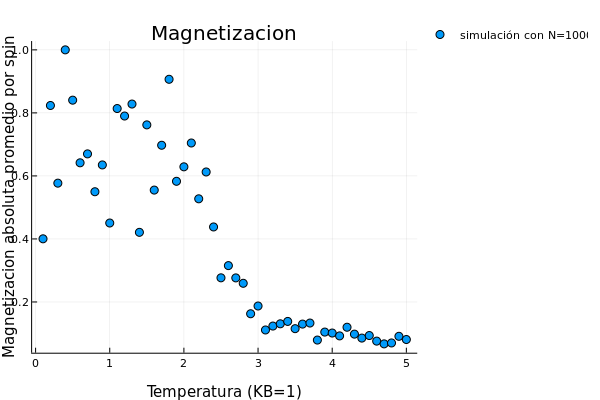 Magnetizacion
simulación con N=100
Magnetizacion absoluta promedio por spin
1.0
0.8
0.6
0.4
0.2
0
1
2
3
4
5
Temperatura (KB=1)